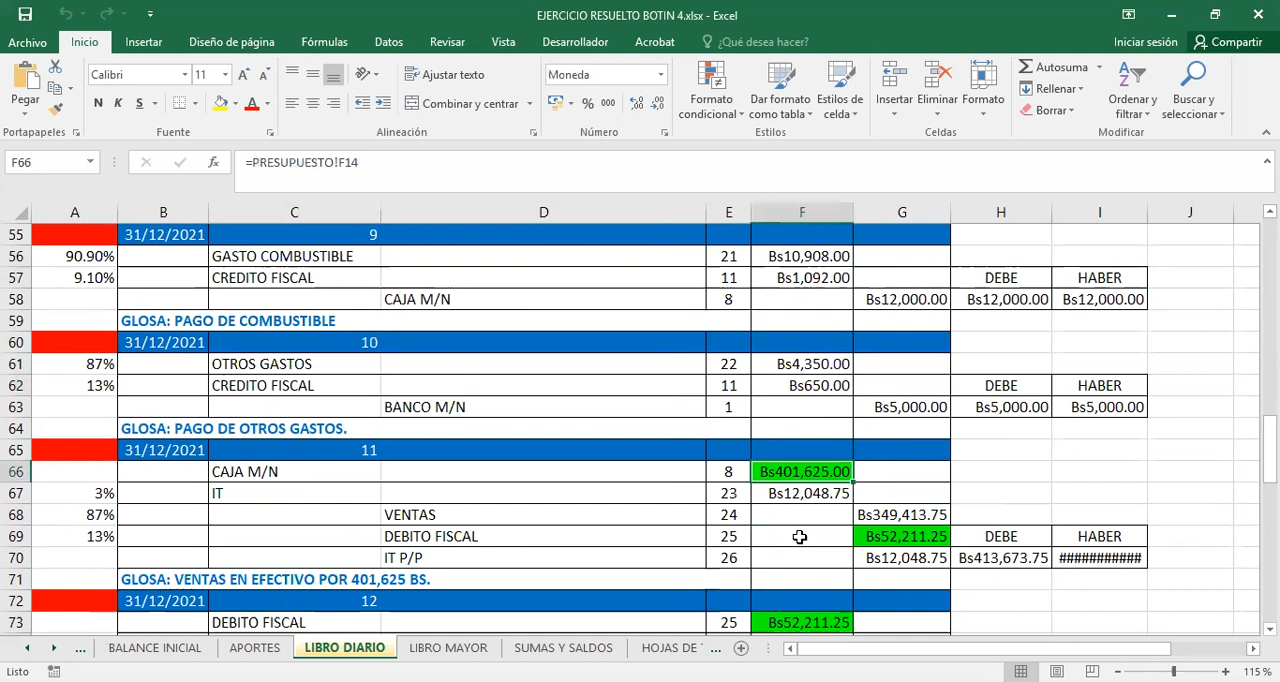 EJERCICIO RESUELTO BOTIN 4.xlsx - Excel
Archivo Inicio Insertar Diseño de página Fórmulas Datos Revisar Vista Desarrollador Acrobat ¿Qué desea hacer? Iniciar sesión Compartir
Pegar Calibri 11 Ajustar texto Moneda Formato condicional Dar formato como tabla Estilos de celda Insertar Eliminar Formato Autosuma Ordenar y filtrar Buscar y seleccionar
N K S Combinar y centrar % 000 Rellenar
Borrar
Portapapeles Fuente Alineación Número Estilos Celdas Modificar
F66 fx =PRESUPUESTO!F14
A B C D E F G H I J
55 31/12/2021 9
56 90.90% GASTO COMBUSTIBLE 21 Bs10,908.00
57 9.10% CREDITO FISCAL 11 Bs1,092.00 DEBE HABER
58 CAJA M/N 8 Bs12,000.00 Bs12,000.00 Bs12,000.00
59 GLOSA: PAGO DE COMBUSTIBLE
60 31/12/2021 10
61 87% OTROS GASTOS 22 Bs4,350.00
62 13% CREDITO FISCAL 11 Bs650.00 DEBE HABER
63 BANCO M/N 1 Bs5,000.00 Bs5,000.00 Bs5,000.00
64 GLOSA: PAGO DE OTROS GASTOS.
65 31/12/2021 11
66 CAJA M/N 8 Bs401,625.00
67 3% IT 23 Bs12,048.75
68 87% VENTAS 24 Bs349,413.75
69 13% DEBITO FISCAL 25 Bs52,211.25 DEBE HABER
70 IT P/P 26 Bs12,048.75 Bs413,673.75 ###########
71 GLOSA: VENTAS EN EFECTIVO POR 401,625 BS.
72 31/12/2021 12
73 DEBITO FISCAL 25 Bs52,211.25
... BALANCE INICIAL APORTES LIBRO DIARIO LIBRO MAYOR SUMAS Y SALDOS HOJAS DE ...
Listo 115 %